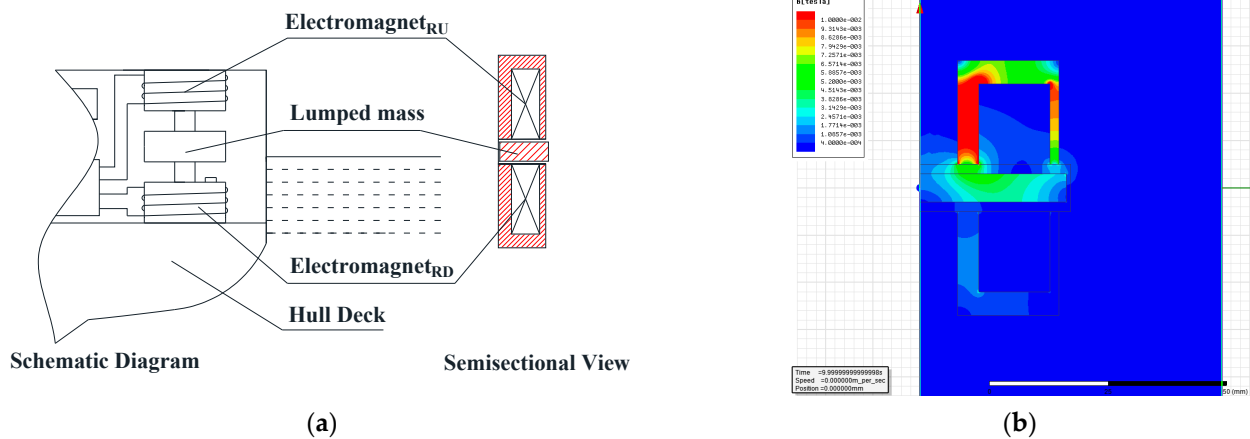 Electromagnet_RU
Lumped mass
Electromagnet_RD
Hull Deck
Schematic Diagram
Semisectional View
(a)
B[tesla]
1.0000e-002
9.3143e-003
8.6286e-003
7.9429e-003
7.2571e-003
6.5714e-003
5.8857e-003
5.2000e-003
4.5143e-003
3.8286e-003
3.1429e-003
2.4571e-003
1.7714e-003
1.0857e-003
4.0000e-004
Time =9.99999999999998s
Speed =0.000000m_per_sec
Position =0.000000mm
50 (mm)
(b)